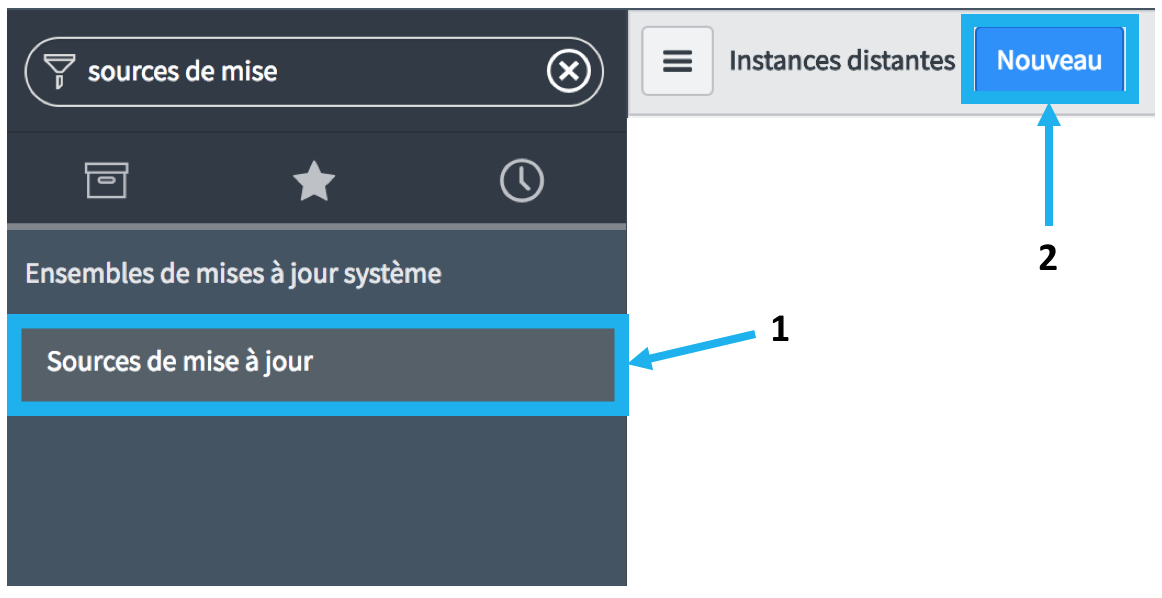 sources de mise
Instances distantes
Nouveau
2
Ensembles de mises à jour système
1
Sources de mise à jour